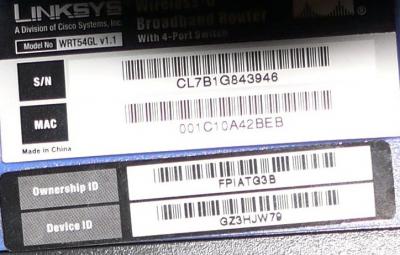 LINKSYS
A Division of Cisco Systems, Inc.
Model No WRT54GL v1.1
Wireless-G
Broadband Router
With 4-Port Switch
S/N
CL7B1G843946
MAC
001C10A42BEB
Made in China
Ownership ID
FPIATG3B
Device ID
GZ3HJW79